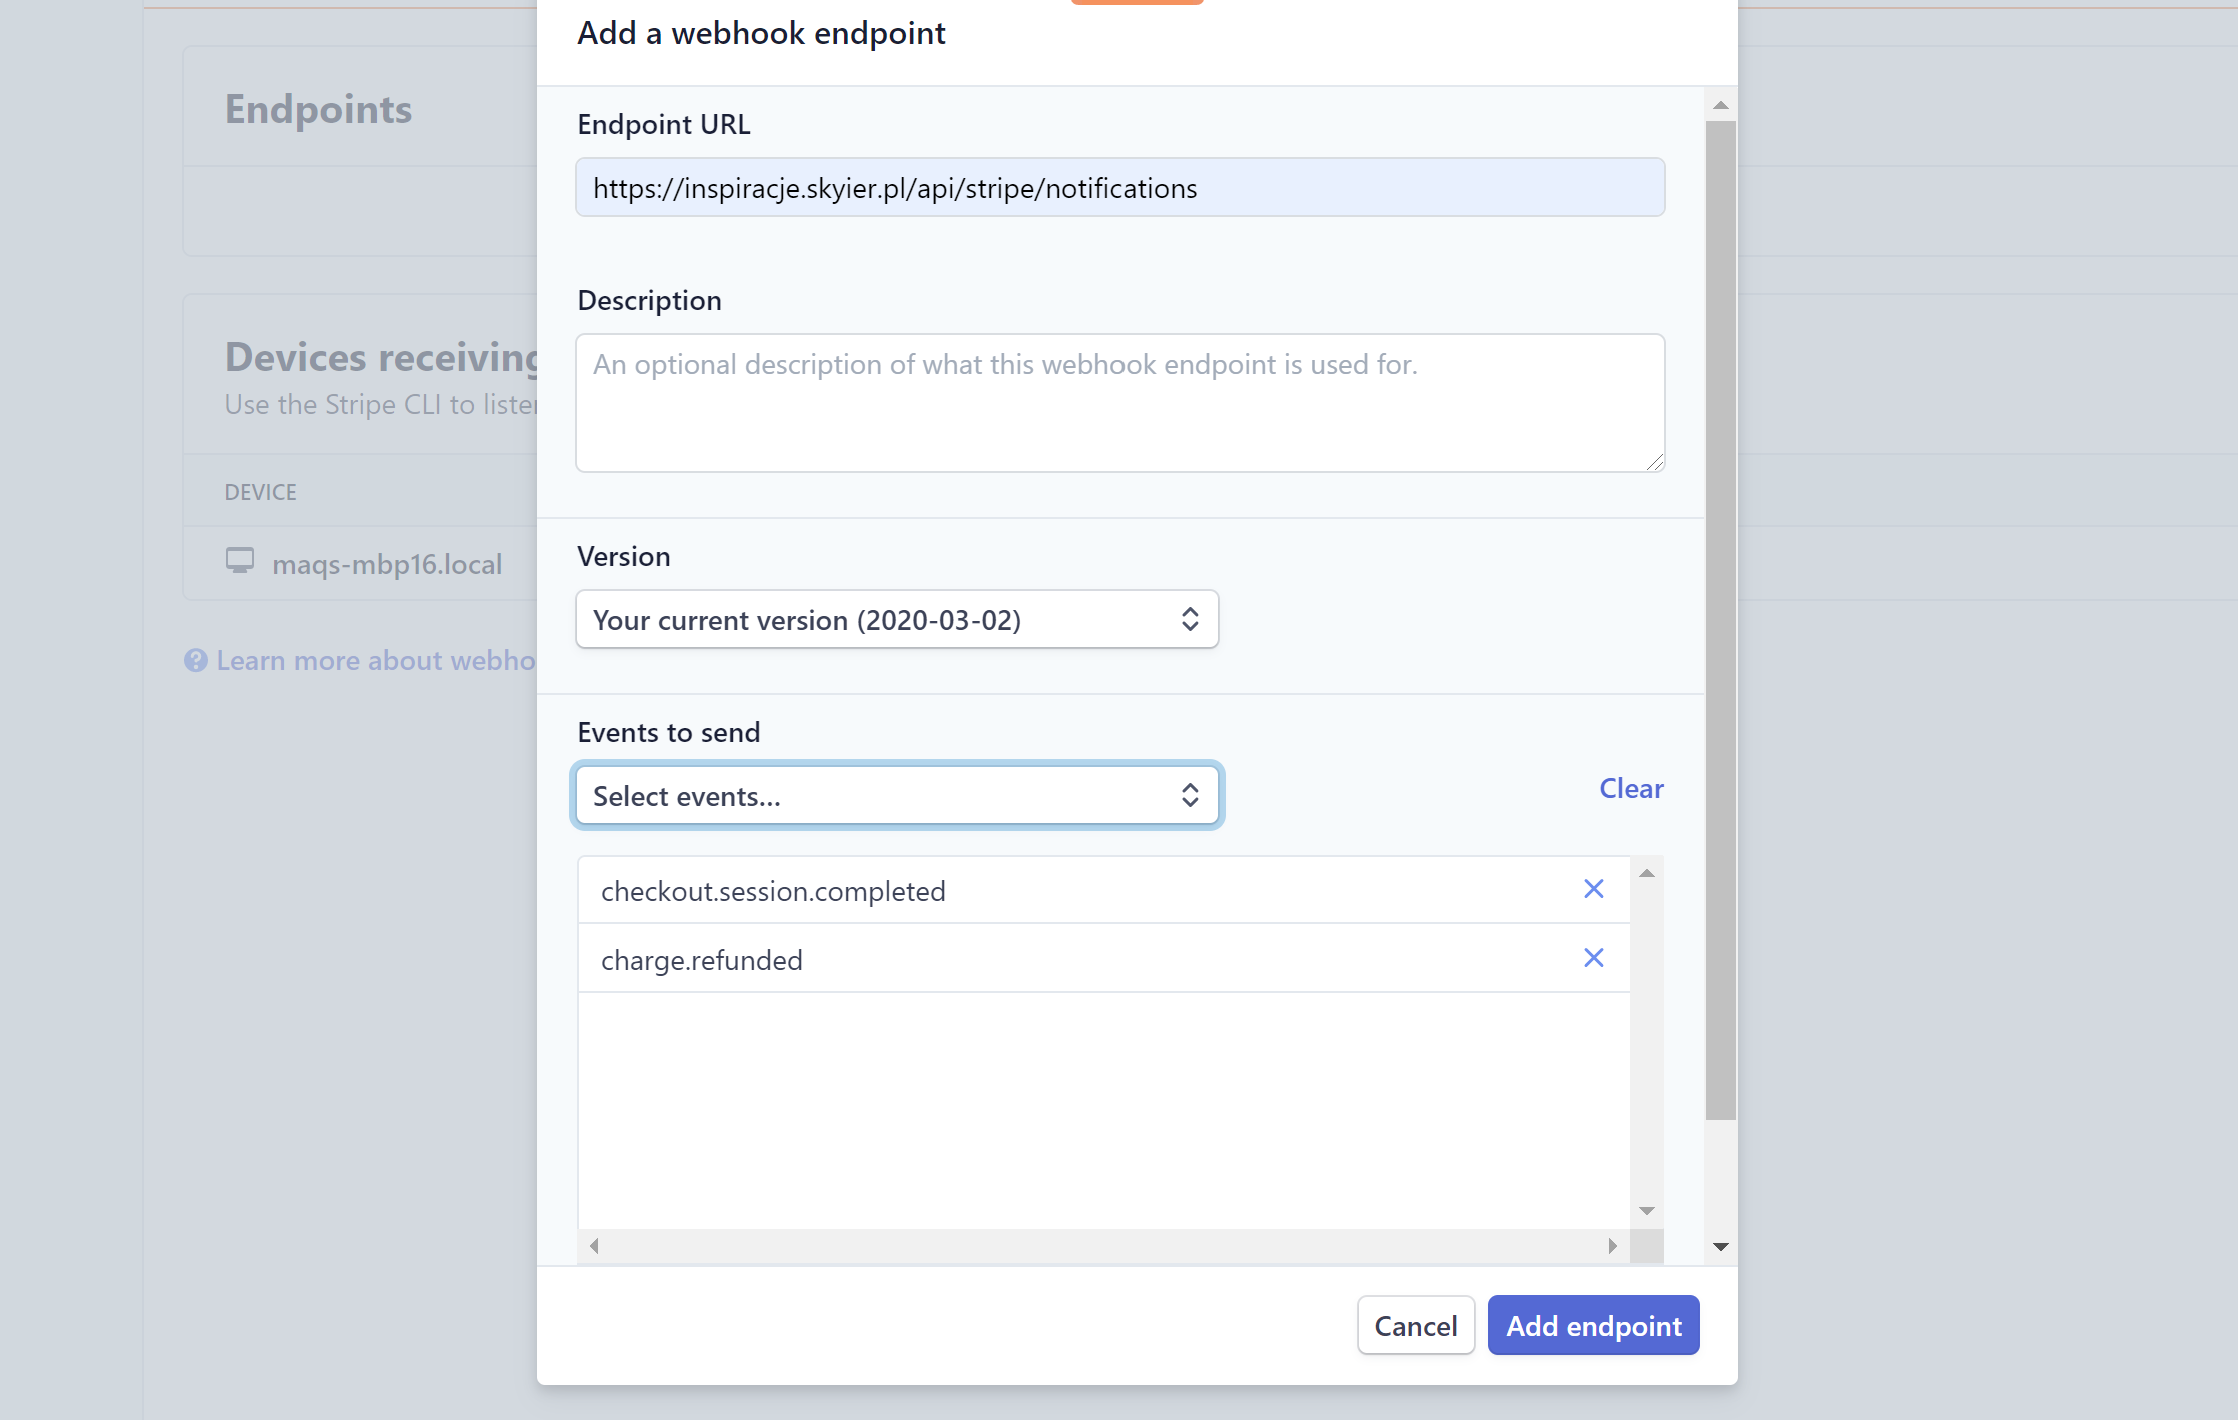 Add a webhook endpoint
Endpoints
Endpoint URL
https://inspiracje.skyier.pl/api/stripe/notifications
Description
An optional description of what this webhook endpoint is used for.
Devices receiving
Use the Stripe CLI to listen
DEVICE
maqs-mbp16.local
Learn more about webho
Version
Your current version (2020-03-02)
Events to send
Select events...
Clear
checkout.session.completed
charge.refunded
Cancel
Add endpoint